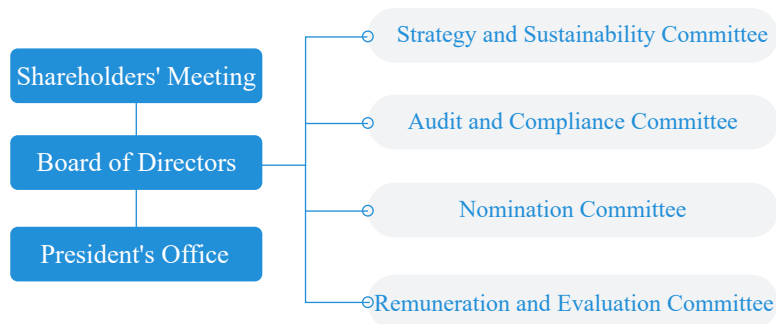 Shareholders' Meeting
Board of Directors
President's Office
Strategy and Sustainability Committee
Audit and Compliance Committee
Nomination Committee
Remuneration and Evaluation Committee